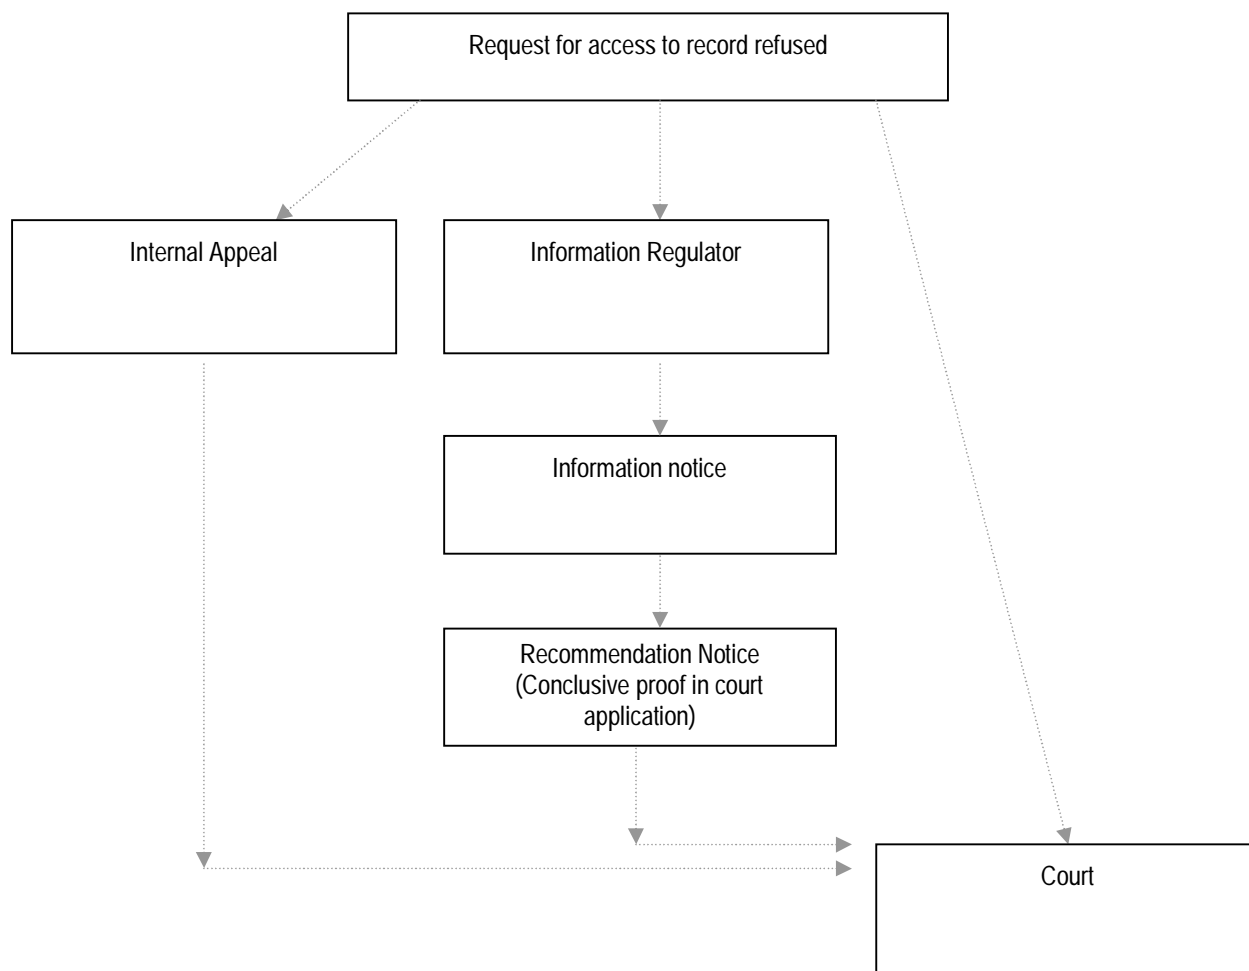 Request for access to record refused
Internal Appeal
Information Regulator
Information notice
Recommendation Notice
(Conclusive proof in court
application)
Court